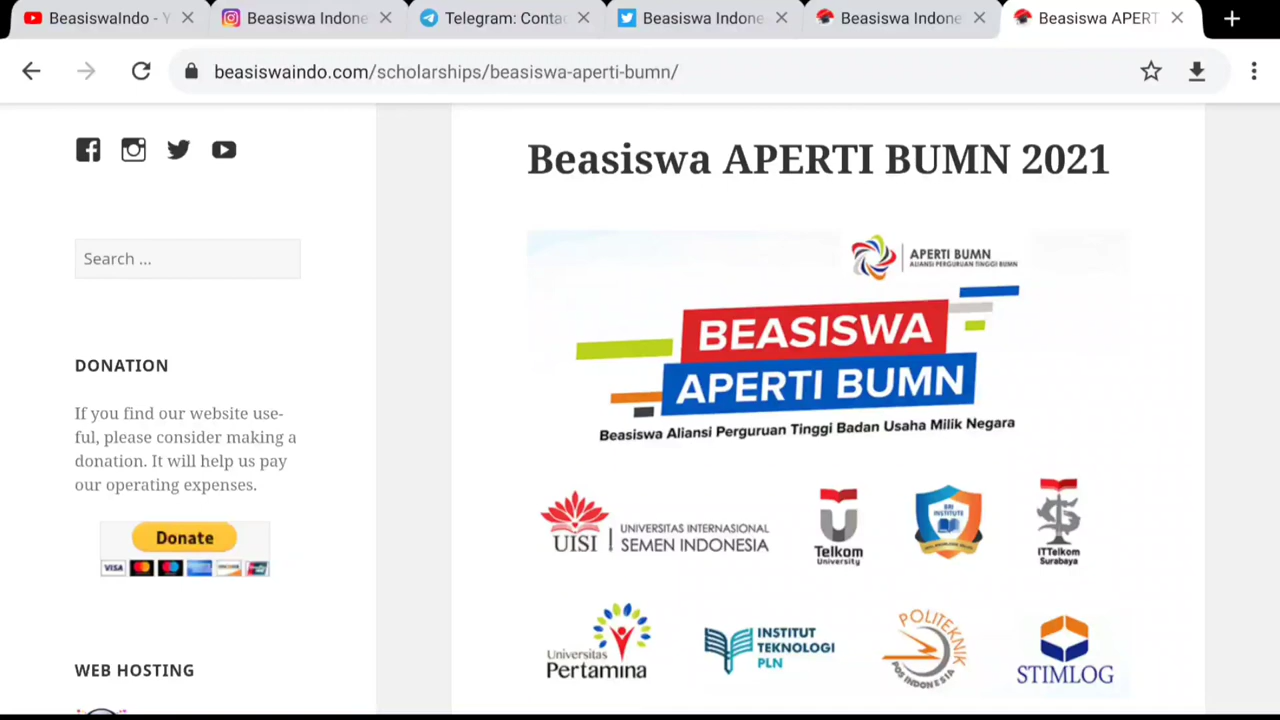 BeasiswaIndo - Y
Beasiswa Indone
Telegram: Contac
Beasiswa Indone
Beasiswa Indone
Beasiswa APERT
beasiswaindo.com/scholarships/beasiswa-aperti-bumn/
Search ...
DONATION
If you find our website use-
ful, please consider making a
donation. It will help us pay
our operating expenses.
Donate
VISA
WEB HOSTING
Beasiswa APERTI BUMN 2021
APERTI BUMN
ALIANSI PERGURUAN TINGGI BUMN
BEASISWA
APERTI BUMN
Beasiswa Aliansi Perguruan Tinggi Badan Usaha Milik Negara
UISI
UNIVERSITAS INTERNASIONAL
SEMEN INDONESIA
Telkom
University
BRI
INSTITUTE
ITTelkom
Surabaya
Universitas
Pertamina
INSTITUT
TEKNOLOGI
PLN
POLITEKNIK
POS INDONESIA
STIMLOG